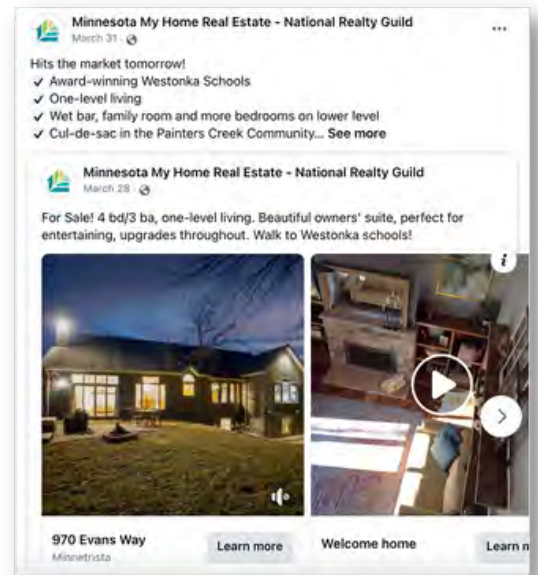 Minnesota My Home Real Estate - National Realty Guild
March 31 ·
Hits the market tomorrow!
✓ Award-winning Westonka Schools
✓ One-level living
✓ Wet bar, family room and more bedrooms on lower level
✓ Cul-de-sac in the Painters Creek Community... See more
Minnesota My Home Real Estate - National Realty Guild
March 28 ·
For Sale! 4 bd/3 ba, one-level living. Beautiful owners' suite, perfect for
entertaining, upgrades throughout. Walk to Westonka schools!
970 Evans Way
Minnetrista
Learn more
Welcome home
Learn n